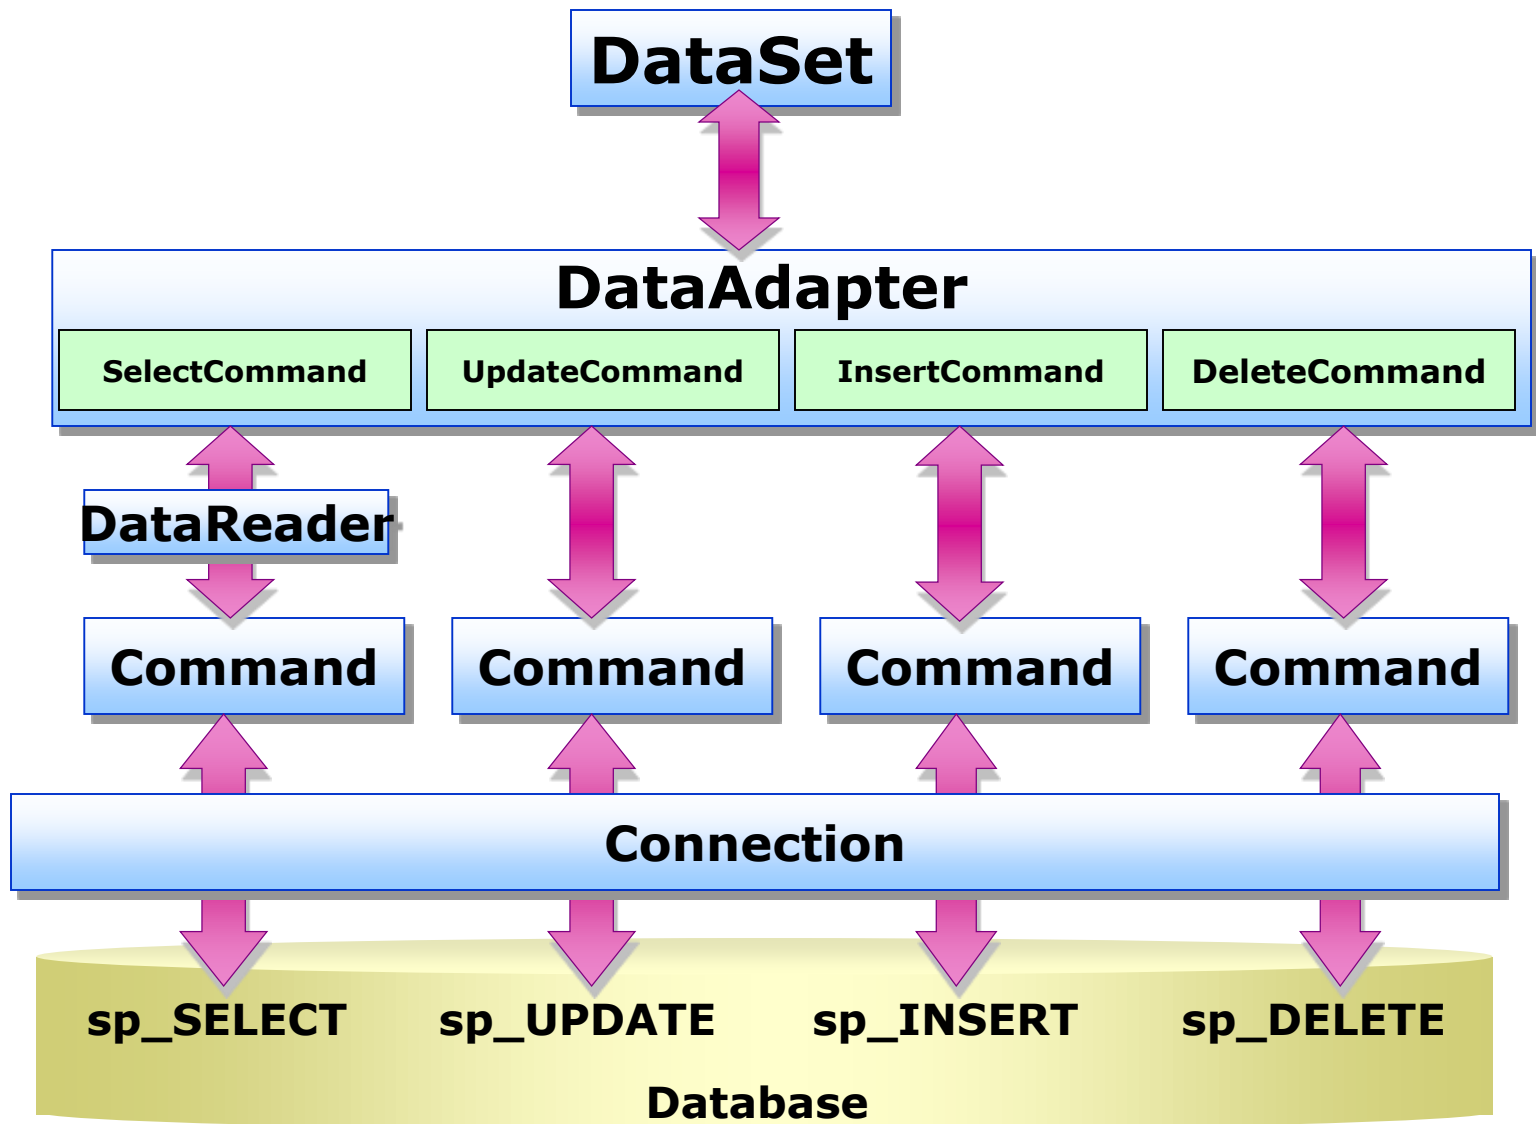 DataSet
DataAdapter
SelectCommand
UpdateCommand
InsertCommand
DeleteCommand
DataReader
Command
Command
Command
Command
Connection
sp_SELECT
sp_UPDATE
sp_INSERT
sp_DELETE
Database